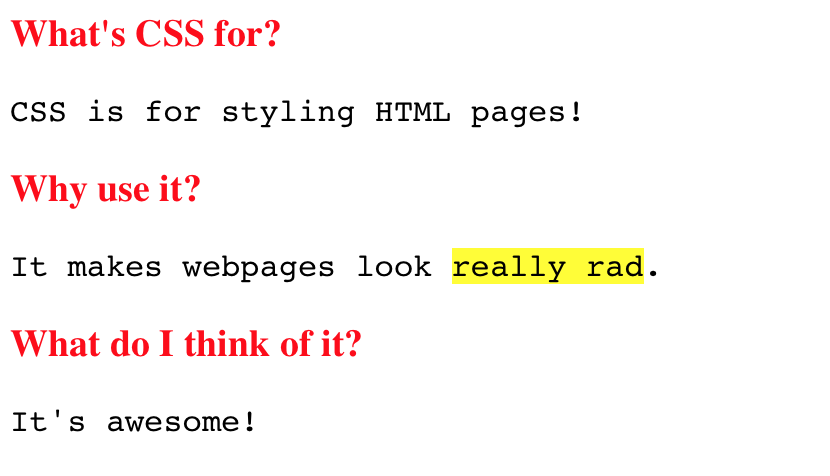 What's CSS for?
CSS is for styling HTML pages!
Why use it?
It makes webpages look really rad.
What do I think of it?
It's awesome!